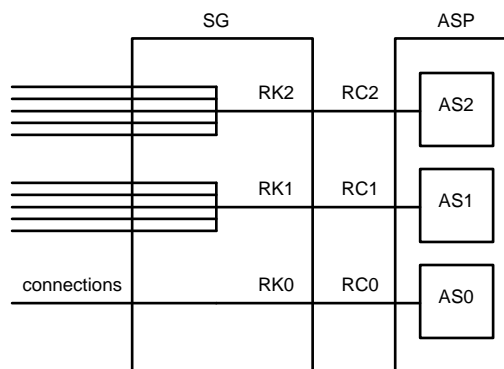 SG ASP
RK2 RC2 AS2
RK1 RC1 AS1
connections RK0 RC0 AS0